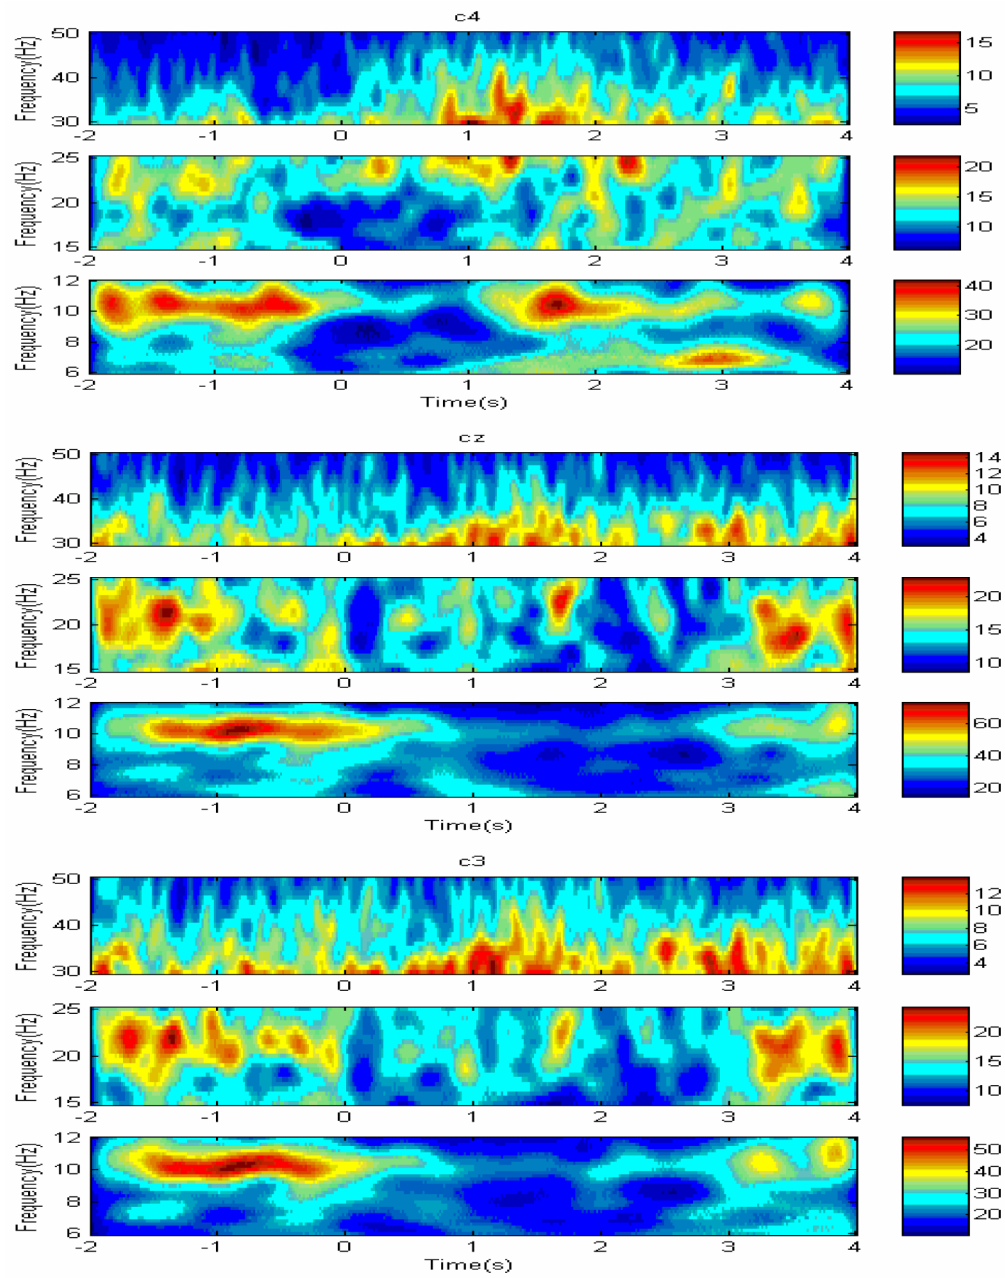 c4
Frequency(Hz) 50 40 30
-2 -1 0 1 2 3 4
15 10 5
Frequency(Hz) 25 20 15
-2 -1 0 1 2 3 4
20 15 10
Frequency(Hz) 12 10 8 6
-2 -1 0 1 2 3 4
40 30 20
Time(s)
cz
Frequency(Hz) 50 40 30
-2 -1 0 1 2 3 4
14 12 10 8 6 4
Frequency(Hz) 25 20 15
-2 -1 0 1 2 3 4
20 15 10
Frequency(Hz) 12 10 8 6
-2 -1 0 1 2 3 4
60 40 20
Time(s)
c3
Frequency(Hz) 50 40 30
-2 -1 0 1 2 3 4
12 10 8 6 4
Frequency(Hz) 25 20 15
-2 -1 0 1 2 3 4
20 15 10
Frequency(Hz) 12 10 8 6
-2 -1 0 1 2 3 4
50 40 30 20
Time(s)